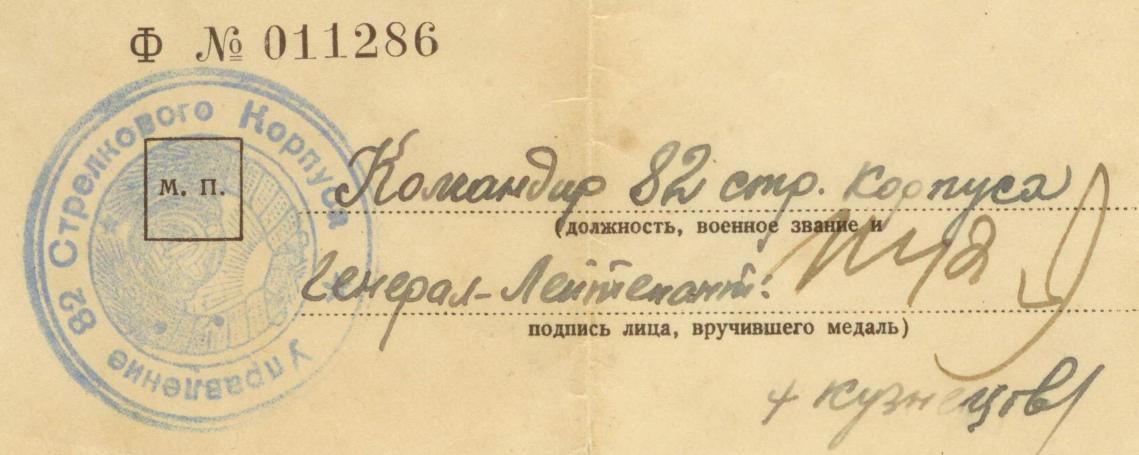 Ф № 011286
Управление 82 Стрелкового Корпуса
М. П.
Командир 82 стр. корпуса
(должность, военное звание и
Генерал-Лейтенант:
подпись лица, вручившего медаль)
Кузнецов